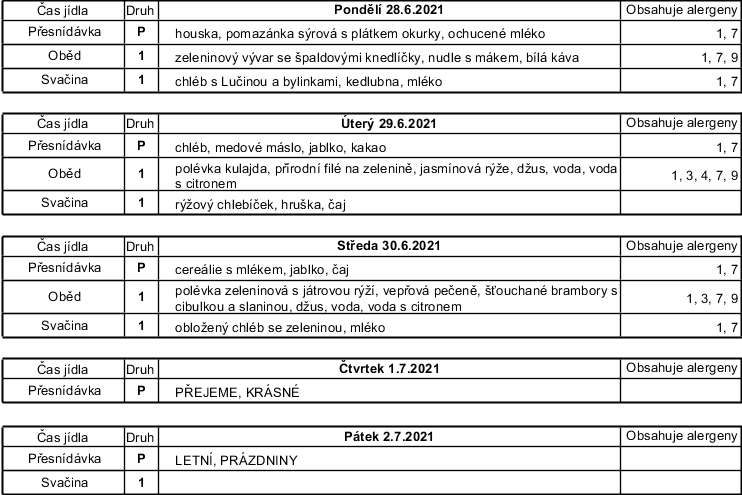 Čas jídla Druh Pondělí 28.6.2021 Obsahuje alergeny
Přesnídávka P houska, pomazánka sýrová s plátkem okurky, ochucené mléko 1, 7
Oběd 1 zeleninový vývar se špaldovými knedlíčky, nudle s mákem, bílá káva 1, 7, 9
Svačina 1 chléb s Lučinou a bylinkami, kedlubna, mléko 1, 7
Čas jídla Druh Úterý 29.6.2021 Obsahuje alergeny
Přesnídávka P chléb, medové máslo, jablko, kakao 1, 7
Oběd 1 polévka kulajda, přírodní filé na zelenině, jasmínová rýže, džus, voda, voda
s citronem 1, 3, 4, 7, 9
Svačina 1 rýžový chlebíček, hruška, čaj
Čas jídla Druh Středa 30.6.2021 Obsahuje alergeny
Přesnídávka P cereálie s mlékem, jablko, čaj 1, 7
Oběd 1 polévka zeleninová s játrovou rýží, vepřová pečeně, šťouchané brambory s
cibulkou a slaninou, džus, voda, voda s citronem 1, 3, 7, 9
Svačina 1 obložený chléb se zeleninou, mléko 1, 7
Čas jídla Druh Čtvrtek 1.7.2021 Obsahuje alergeny
Přesnídávka P PŘEJEME, KRÁSNÉ
Čas jídla Druh Pátek 2.7.2021 Obsahuje alergeny
Přesnídávka P LETNÍ, PRÁZDNINY
Svačina 1